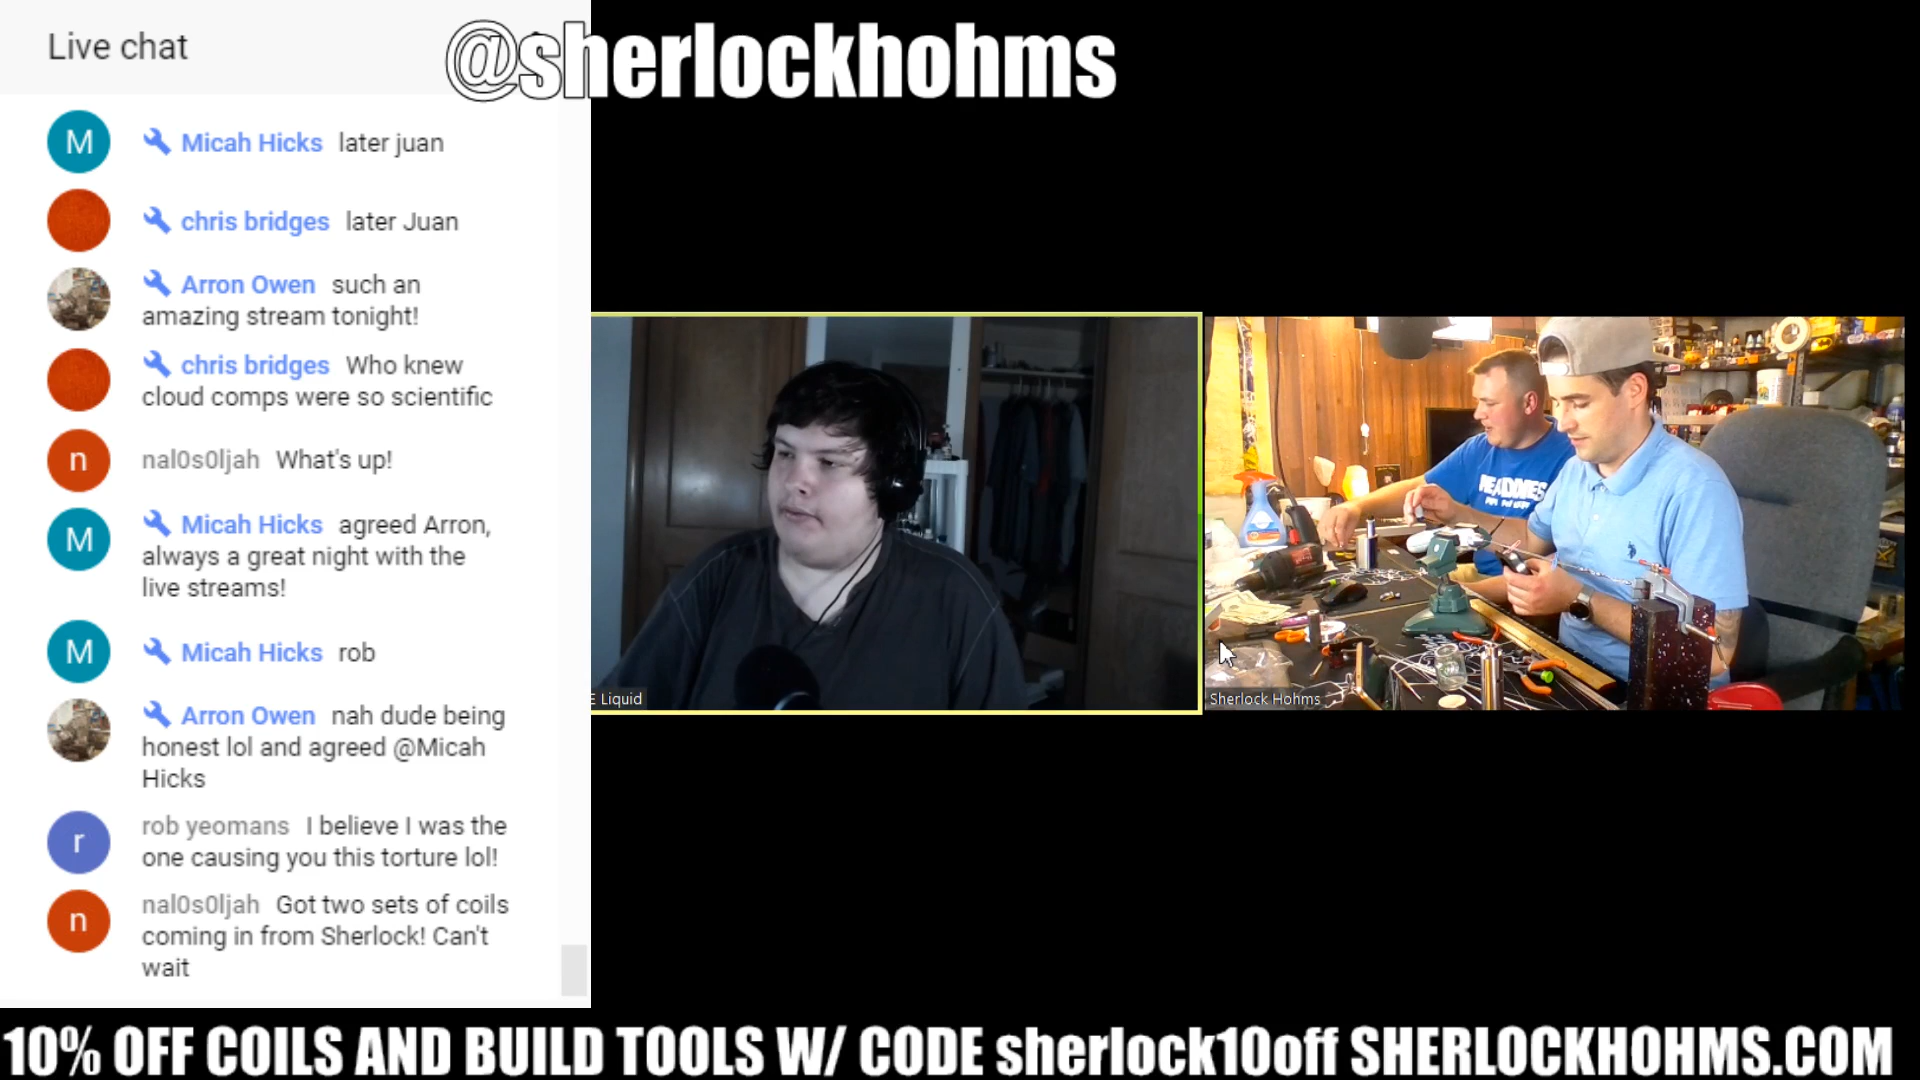 Live chat
@sherlockhohms
M
Micah Hicks later juan
chris bridges later Juan
Arron Owen such an
amazing stream tonight!
chris bridges Who knew
cloud comps were so scientific
n
nal0s0ljah What's up!
M
Micah Hicks agreed Arron,
always a great night with the
live streams!
M
Micah Hicks rob
Arron Owen nah dude being
honest lol and agreed @Micah
Hicks
r
rob yeomans I believe I was the
one causing you this torture lol!
n
nal0s0ljah Got two sets of coils
coming in from Sherlock! Can't
wait
E Liquid
Sherlock Hohms
10% OFF COILS AND BUILD TOOLS W/ CODE sherlock10off SHERLOCKHOHMS.COM